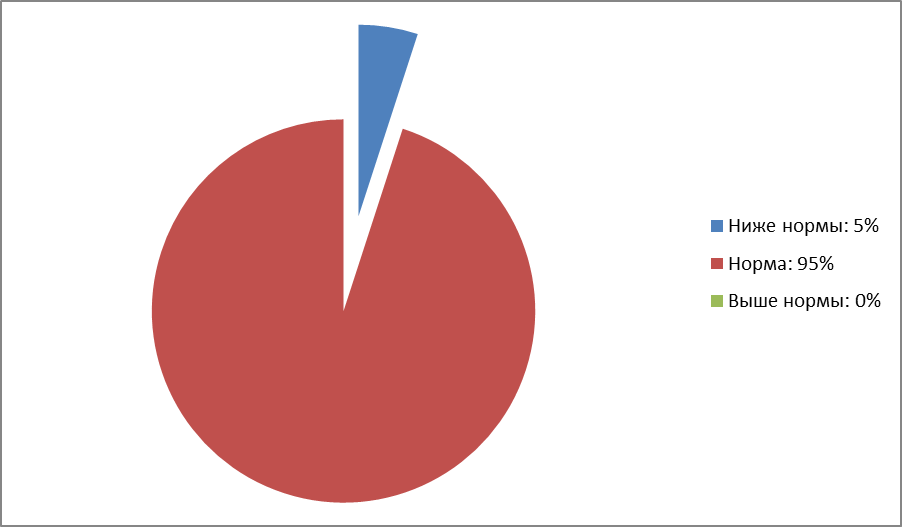 Ниже нормы: 5%
Норма: 95%
Выше нормы: 0%